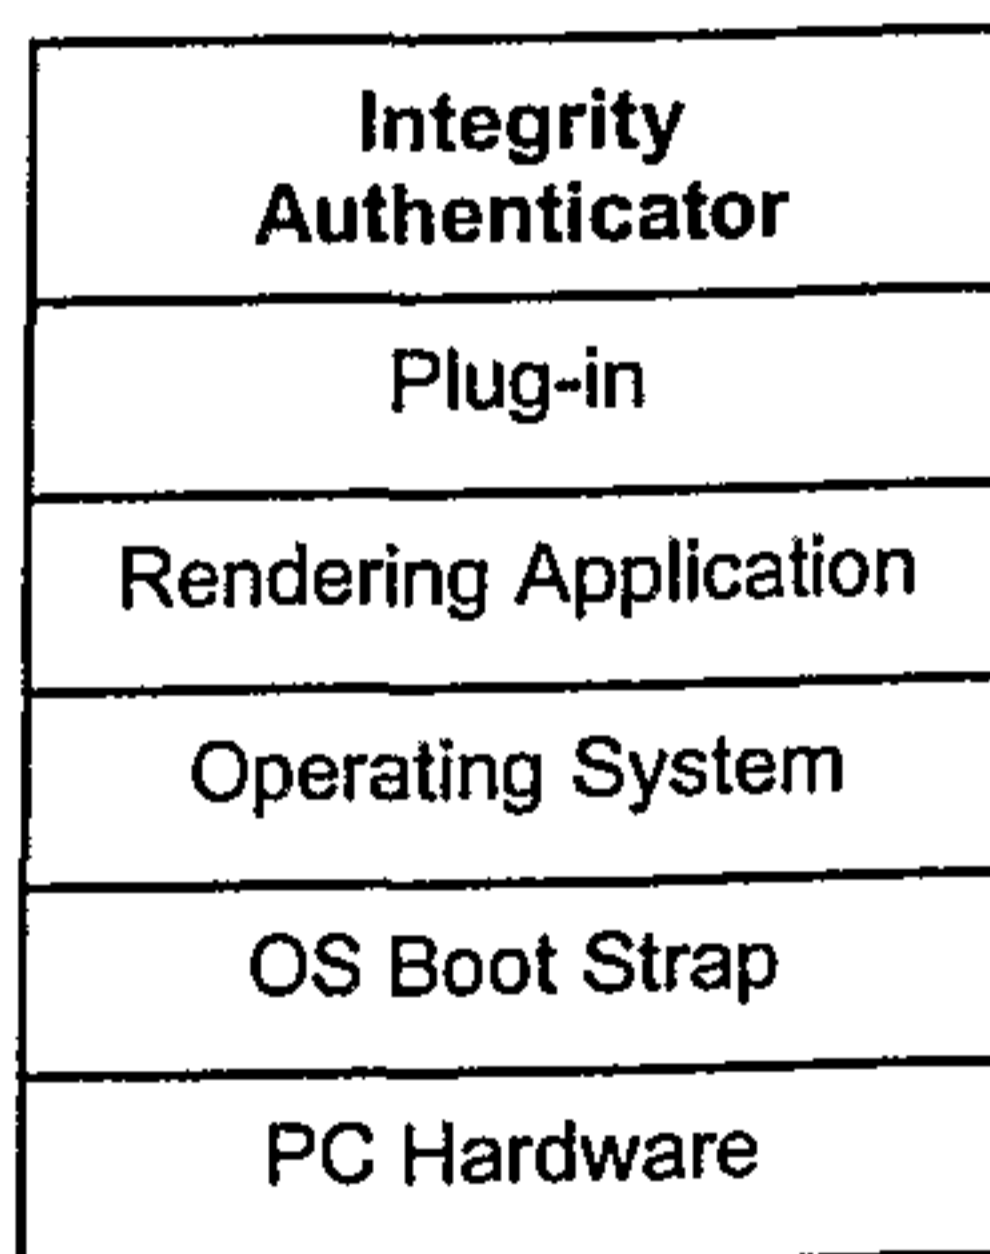 Integrity
Authenticator
Plug-in
Rendering Application
Operating System
OS Boot Strap
PC Hardware